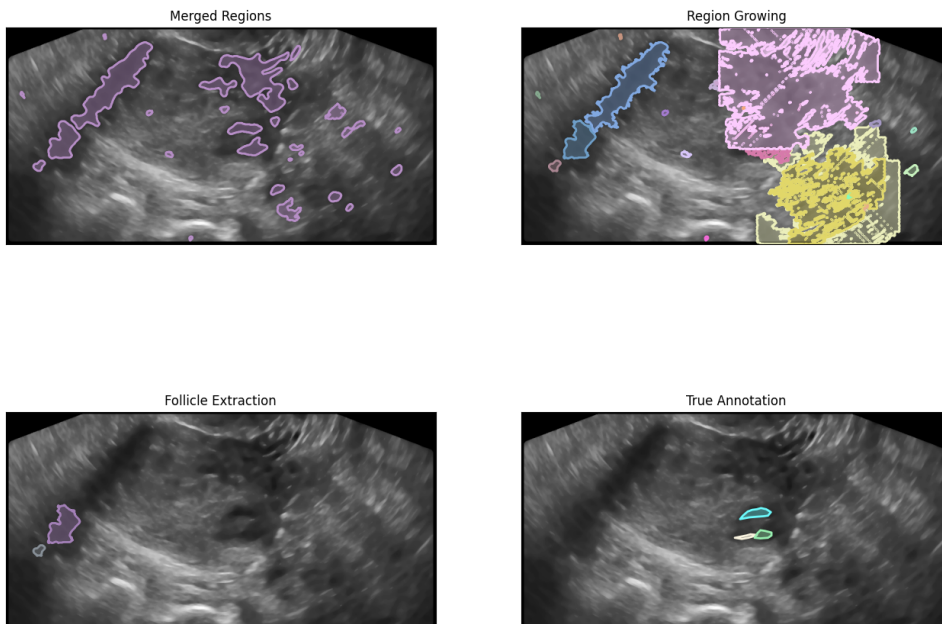 Merged Regions
Region Growing
Follicle Extraction
True Annotation